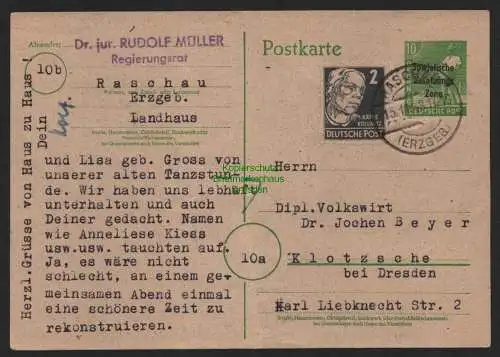 Absender:
Dr. jur. RUDOLF MÜLLER
Regierungsrat
10b
Raschau
Erzgeb.
Landhaus
Herzl.Grüsse von Haus zu Haus!
Dein
und Lisa geb. Gross von
unserer alten Tanzstun-
de. Wir haben uns lebhaft
unterhalten und auch
Deiner gedacht. Namen
wie Anneliese Kiess
usw.usw. tauchten auf.
Ja, es wäre nicht
schlecht, an einem ge-
meinsamen Abend einmal
eine schönere Zeit zu
rekonstruieren.
Kopierschutz
Briefmarkenhaus
Postkarte
2
KÄTHE
KOLLWITZ
DEUTSCHE POST
10
Sowjetische
Besatzungs
Zone
DEUTSCHE POST
(ERZGEB)
Herrn
Dipl.Volkswirt
Dr. Jochen Beyer
10a
Klotzsche
bei Dresden
Karl Liebknecht Str. 2